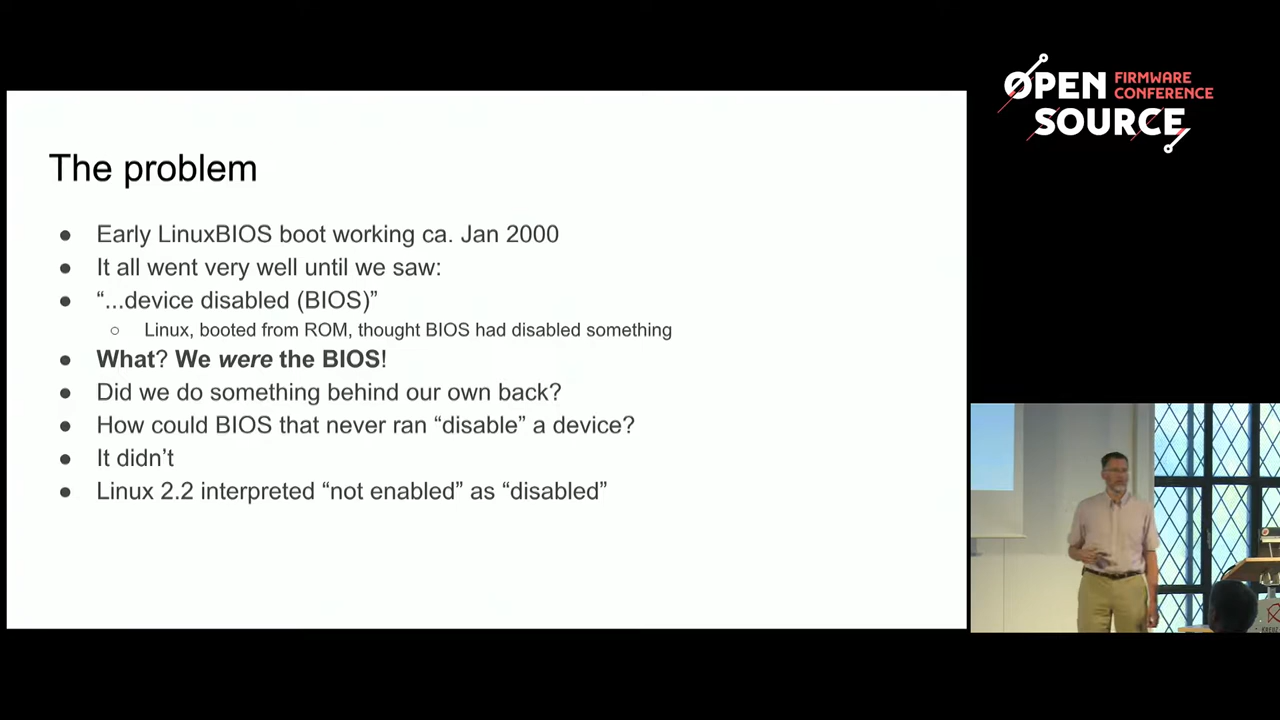 OPEN FIRMWARE CONFERENCE
SOURCE
The problem
● Early LinuxBIOS boot working ca. Jan 2000
● It all went very well until we saw:
● “...device disabled (BIOS)”
○ Linux, booted from ROM, thought BIOS had disabled something
● What? We were the BIOS!
● Did we do something behind our own back?
● How could BIOS that never ran “disable” a device?
● It didn’t
● Linux 2.2 interpreted “not enabled” as “disabled”